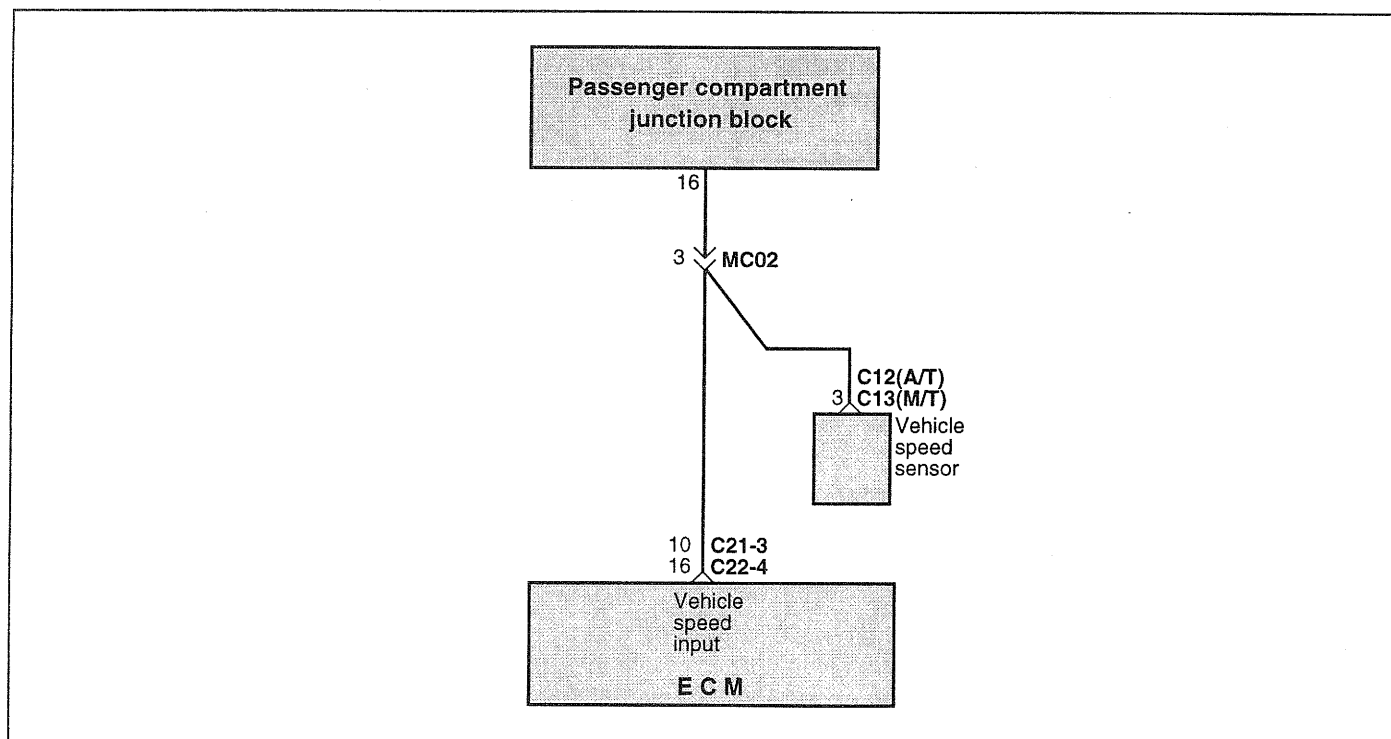 Passenger compartment
junction block
16
3 MC02
C12(A/T)
3 C13(M/T)
Vehicle
speed
sensor
10 C21-3
16 C22-4
Vehicle
speed
input
E C M